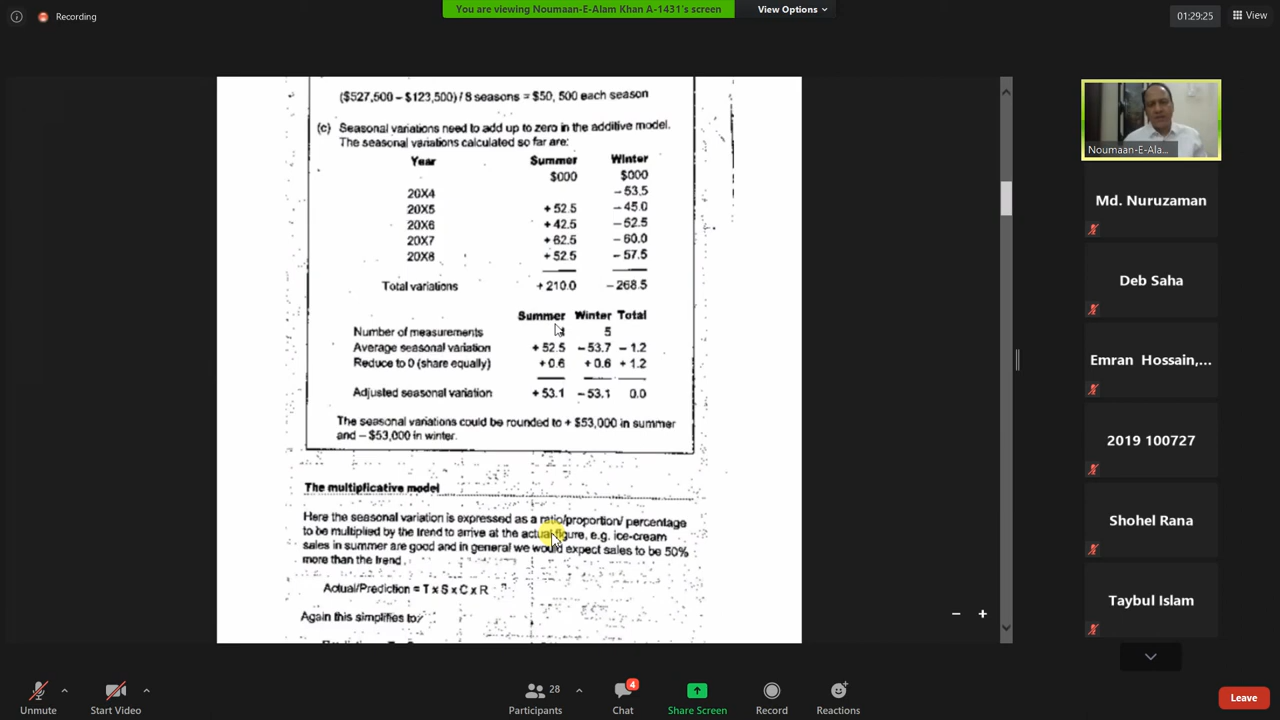 Recording
You are viewing Noumaan-E-Alam Khan A-1431's screen
View Options
01:29:25
View
($527,500 – $123,500) / 8 seasons = $50, 500 each season
(c) Seasonal variations need to add up to zero in the additive model.
The seasonal variations calculated so far are:
Year Summer Winter
$000 $000
20X4 – 53.5
20X5 + 52.5 – 45.0
20X6 + 42.5 – 52.5
20X7 + 62.5 – 60.0
20X8 + 52.5 – 57.5
Total variations + 210.0 – 268.5
Summer Winter Total
Number of measurements 5
Average seasonal variation + 52.5 – 53.7 – 1.2
Reduce to 0 (share equally) + 0.6 + 0.6 + 1.2
Adjusted seasonal variation + 53.1 – 53.1 0.0
The seasonal variations could be rounded to + $53,000 in summer
and – $53,000 in winter.
The multiplicative model
Here the seasonal variation is expressed as a ratio/proportion/ percentage
to be multiplied by the trend to arrive at the actual figure, e.g. ice-cream
sales in summer are good and in general we would expect sales to be 50%
more than the trend.
Actual/Prediction = T x S x C x R
Again this simplifies to:
Noumaan-E-Ala...
Md. Nuruzaman
Deb Saha
Emran Hossain,...
2019 100727
Shohel Rana
Taybul Islam
Unmute
Start Video
28
Participants
4
Chat
Share Screen
Record
Reactions
Leave